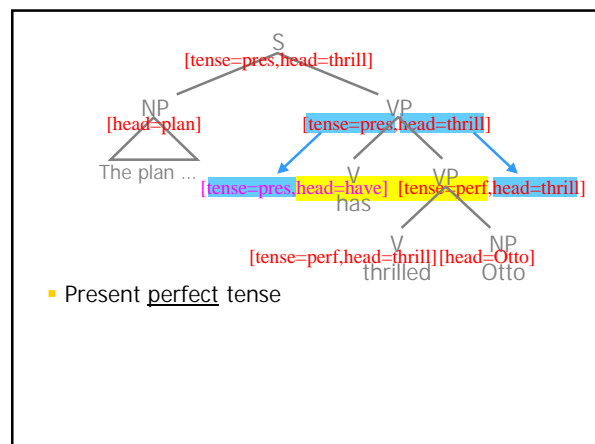 S
[tense=pres,head=thrill]
NP VP
[head=plan] [tense=pres,head=thrill]
The plan ... V VP
[tense=pres,head=have] [tense=perf,head=thrill]
has
V NP
[tense=perf,head=thrill] [head=Otto]
thrilled Otto
Present perfect tense